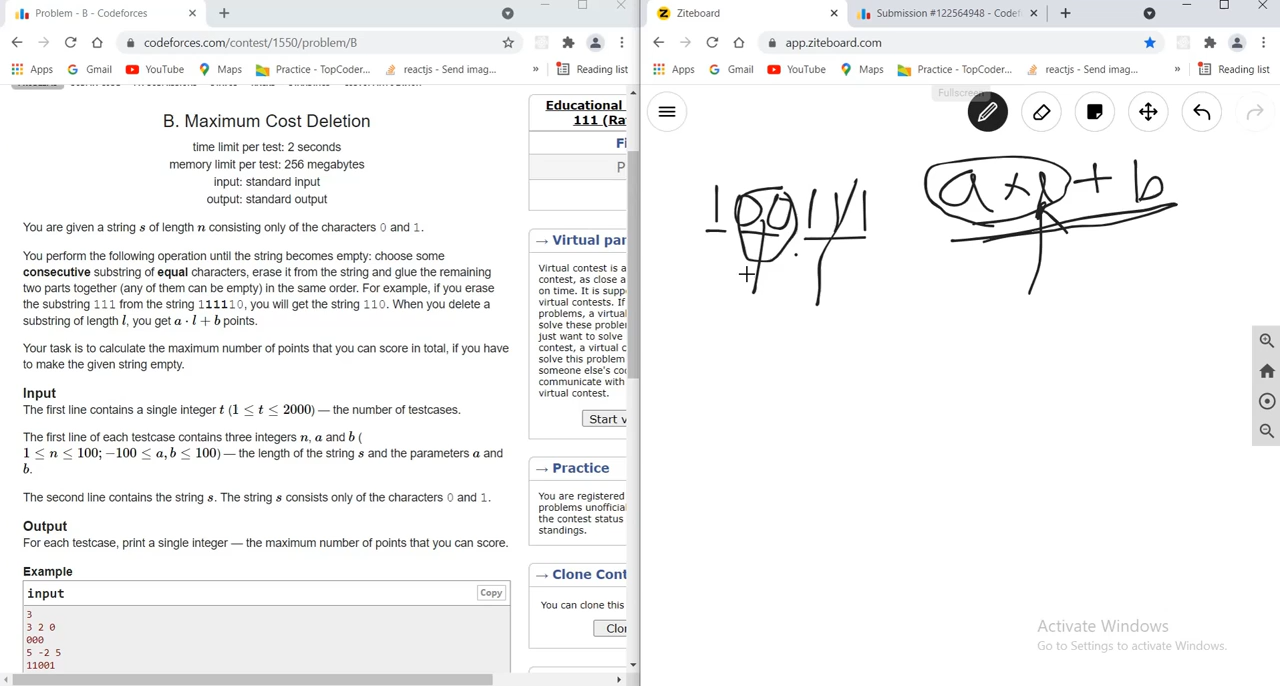 Problem - B - Codeforces
codeforces.com/contest/1550/problem/B
Apps Gmail YouTube Maps Practice - TopCoder... reactjs - Send imag... » Reading list
B. Maximum Cost Deletion
time limit per test: 2 seconds
memory limit per test: 256 megabytes
input: standard input
output: standard output
You are given a string s of length n consisting only of the characters 0 and 1.
You perform the following operation until the string becomes empty: choose some
consecutive substring of equal characters, erase it from the string and glue the remaining
two parts together (any of them can be empty) in the same order. For example, if you erase
the substring 111 from the string 111110, you will get the string 110. When you delete a
substring of length l, you get a · l + b points.
Your task is to calculate the maximum number of points that you can score in total, if you have
to make the given string empty.
Input
The first line contains a single integer t (1 ≤ t ≤ 2000) — the number of testcases.
The first line of each testcase contains three integers n, a and b (
1 ≤ n ≤ 100; −100 ≤ a, b ≤ 100) — the length of the string s and the parameters a and
b.
The second line contains the string s. The string s consists only of the characters 0 and 1.
Output
For each testcase, print a single integer — the maximum number of points that you can score.
Example
input
Copy
3
3 2 0
000
5 -2 5
11001
Educational
111 (Ra
Fi
P
→ Virtual par
Virtual contest is a
contest, as close a
on time. It is supp
virtual contests. If
problems, a virtual
solve these problem
just want to solve
contest, a virtual c
solve this problem
someone else's co
communicate with
virtual contest.
Start v
→ Practice
You are registered
problems unofficia
the contest status
standings.
→ Clone Cont
You can clone this
Clo
Ziteboard
Submission #122564948 - Codef
app.ziteboard.com
Apps Gmail YouTube Maps Practice - TopCoder... reactjs - Send imag... » Reading list
Fullscreen
100111
a*l + b
Activate Windows
Go to Settings to activate Windows.